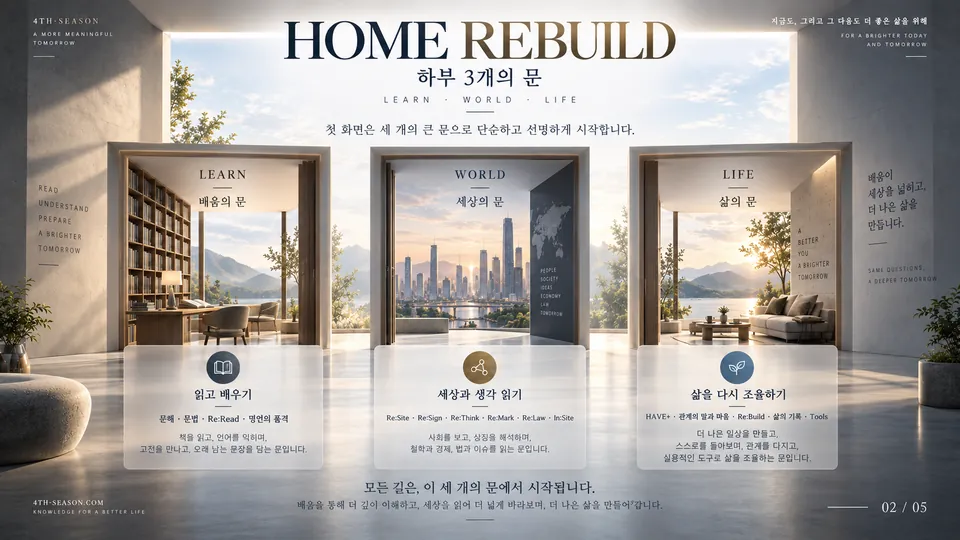 4TH·SEASON
A MORE MEANINGFUL
TOMORROW
HOME REBUILD
하부 3개의 문
LEARN · WORLD · LIFE
첫 화면은 세 개의 큰 문으로 단순하고 선명하게 시작합니다.
지금도, 그리고 그 다음도 더 좋은 삶을 위해
FOR A BRIGHTER TODAY
AND TOMORROW
READ
UNDERSTAND
PREPARE
A BRIGHTER
TOMORROW
LEARN
배움의 문
WORLD
세상의 문
PEOPLE
SOCIETY
IDEAS
ECONOMY
LAW
TOMORROW
LIFE
삶의 문
A
BETTER
YOU
A BRIGHTER
TOMORROW
배움이
세상을 넓히고,
더 나은 삶을
만듭니다.
SAME QUESTIONS,
A DEEPER TOMORROW
읽고 배우기
문해 · 문법 · Re:Read · 명언의 품격
책을 읽고, 언어를 익히며,
고전을 만나고, 오래 남는 문장을 담는 문입니다.
세상과 생각 읽기
Re:Site · Re:Sign · Re:Think · Re:Mark · Re:Law · In:Site
사회를 보고, 상징을 해석하며,
철학과 경제, 법과 이슈를 읽는 문입니다.
삶을 다시 조율하기
HAVE+ · 관계의 말과 마음 · Re:Build · 삶의 기록 · Tools
더 나은 일상을 만들고,
스스로를 돌아보며, 관계를 다지고,
실용적인 도구로 삶을 조율하는 문입니다.
모든 길은, 이 세 개의 문에서 시작됩니다.
배움을 통해 더 깊이 이해하고, 세상을 읽어 더 넓게 바라보며, 더 나은 삶을
4TH-SEASON.COM
KNOWLEDGE FOR A BETTER LIFE
02 / 05